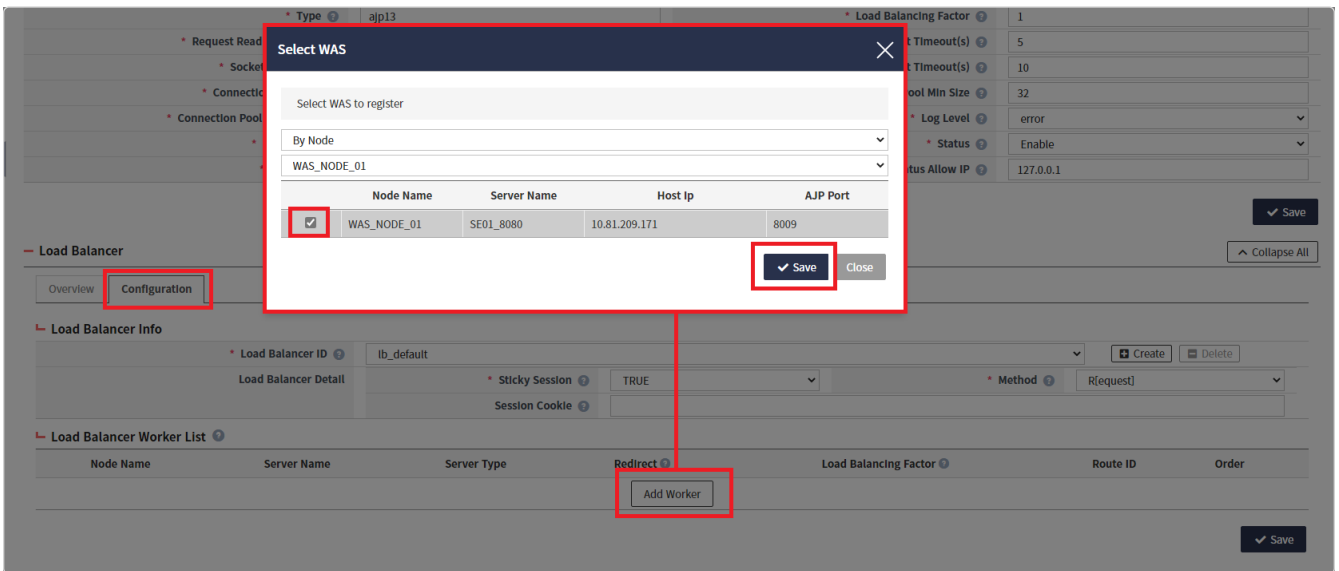 * Type ajp13 * Load Balancing Factor 1
* Request Read t Timeout(s) 5
* Socket t Timeout(s) 10
* Connectio ool Min Size 32
* Connection Pool * Log Level error
* * Status Enable
tus Allow IP 127.0.0.1
Save
Select WAS
Select WAS to register
By Node
WAS_NODE_01
Node Name Server Name Host Ip AJP Port
WAS_NODE_01 SE01_8080 10.81.209.171 8009
Save Close
Load Balancer Collapse All
Overview Configuration
Load Balancer Info
* Load Balancer ID lb_default Create Delete
Load Balancer Detail * Sticky Session TRUE * Method R[equest]
Session Cookie
Load Balancer Worker List
Node Name Server Name Server Type Redirect Load Balancing Factor Route ID Order
Add Worker
Save